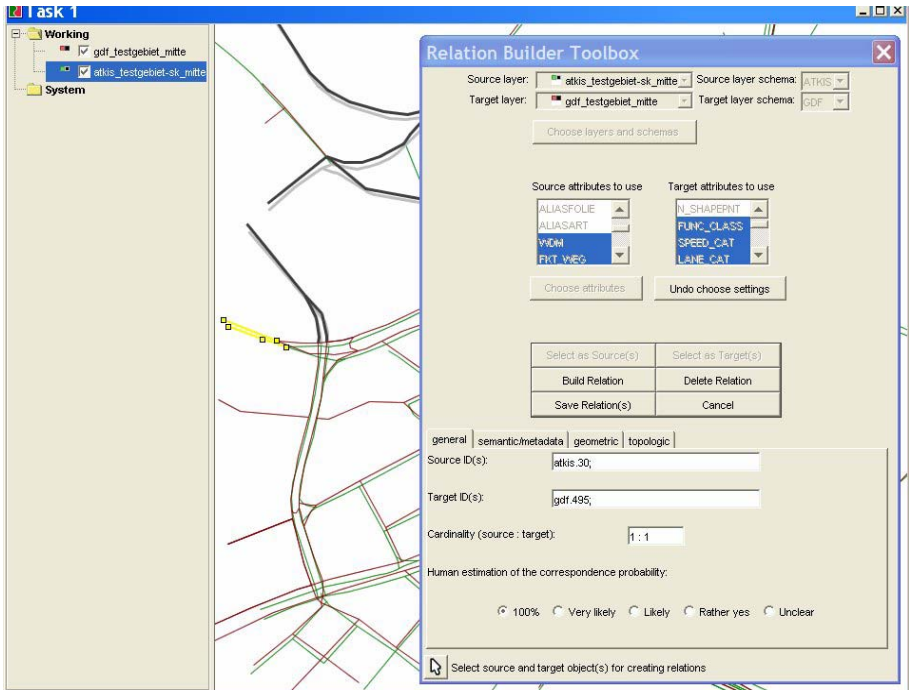 Task 1
Working
gdf_testgebiet_mitte
atkis_testgebiet-sk_mitte
System
Relation Builder Toolbox
Source layer: atkis_testgebiet-sk_mitte Source layer schema: ATKIS
Target layer: gdf_testgebiet_mitte Target layer schema: GDF
Choose layers and schemas
Source attributes to use Target attributes to use
ALIASFOLIE N_SHAPEPNT
ALIASART FUNC_CLASS
WDM SPEED_CAT
FKT_WEG LANE_CAT
Choose attributes Undo choose settings
Select as Source(s) Select as Target(s)
Build Relation Delete Relation
Save Relation(s) Cancel
general semantic/metadata geometric topologic
Source ID(s): atkis.30;
Target ID(s): gdf.495;
Cardinality (source : target): 1 : 1
Human estimation of the correspondence probability:
100% Very likely Likely Rather yes Unclear
Select source and target object(s) for creating relations